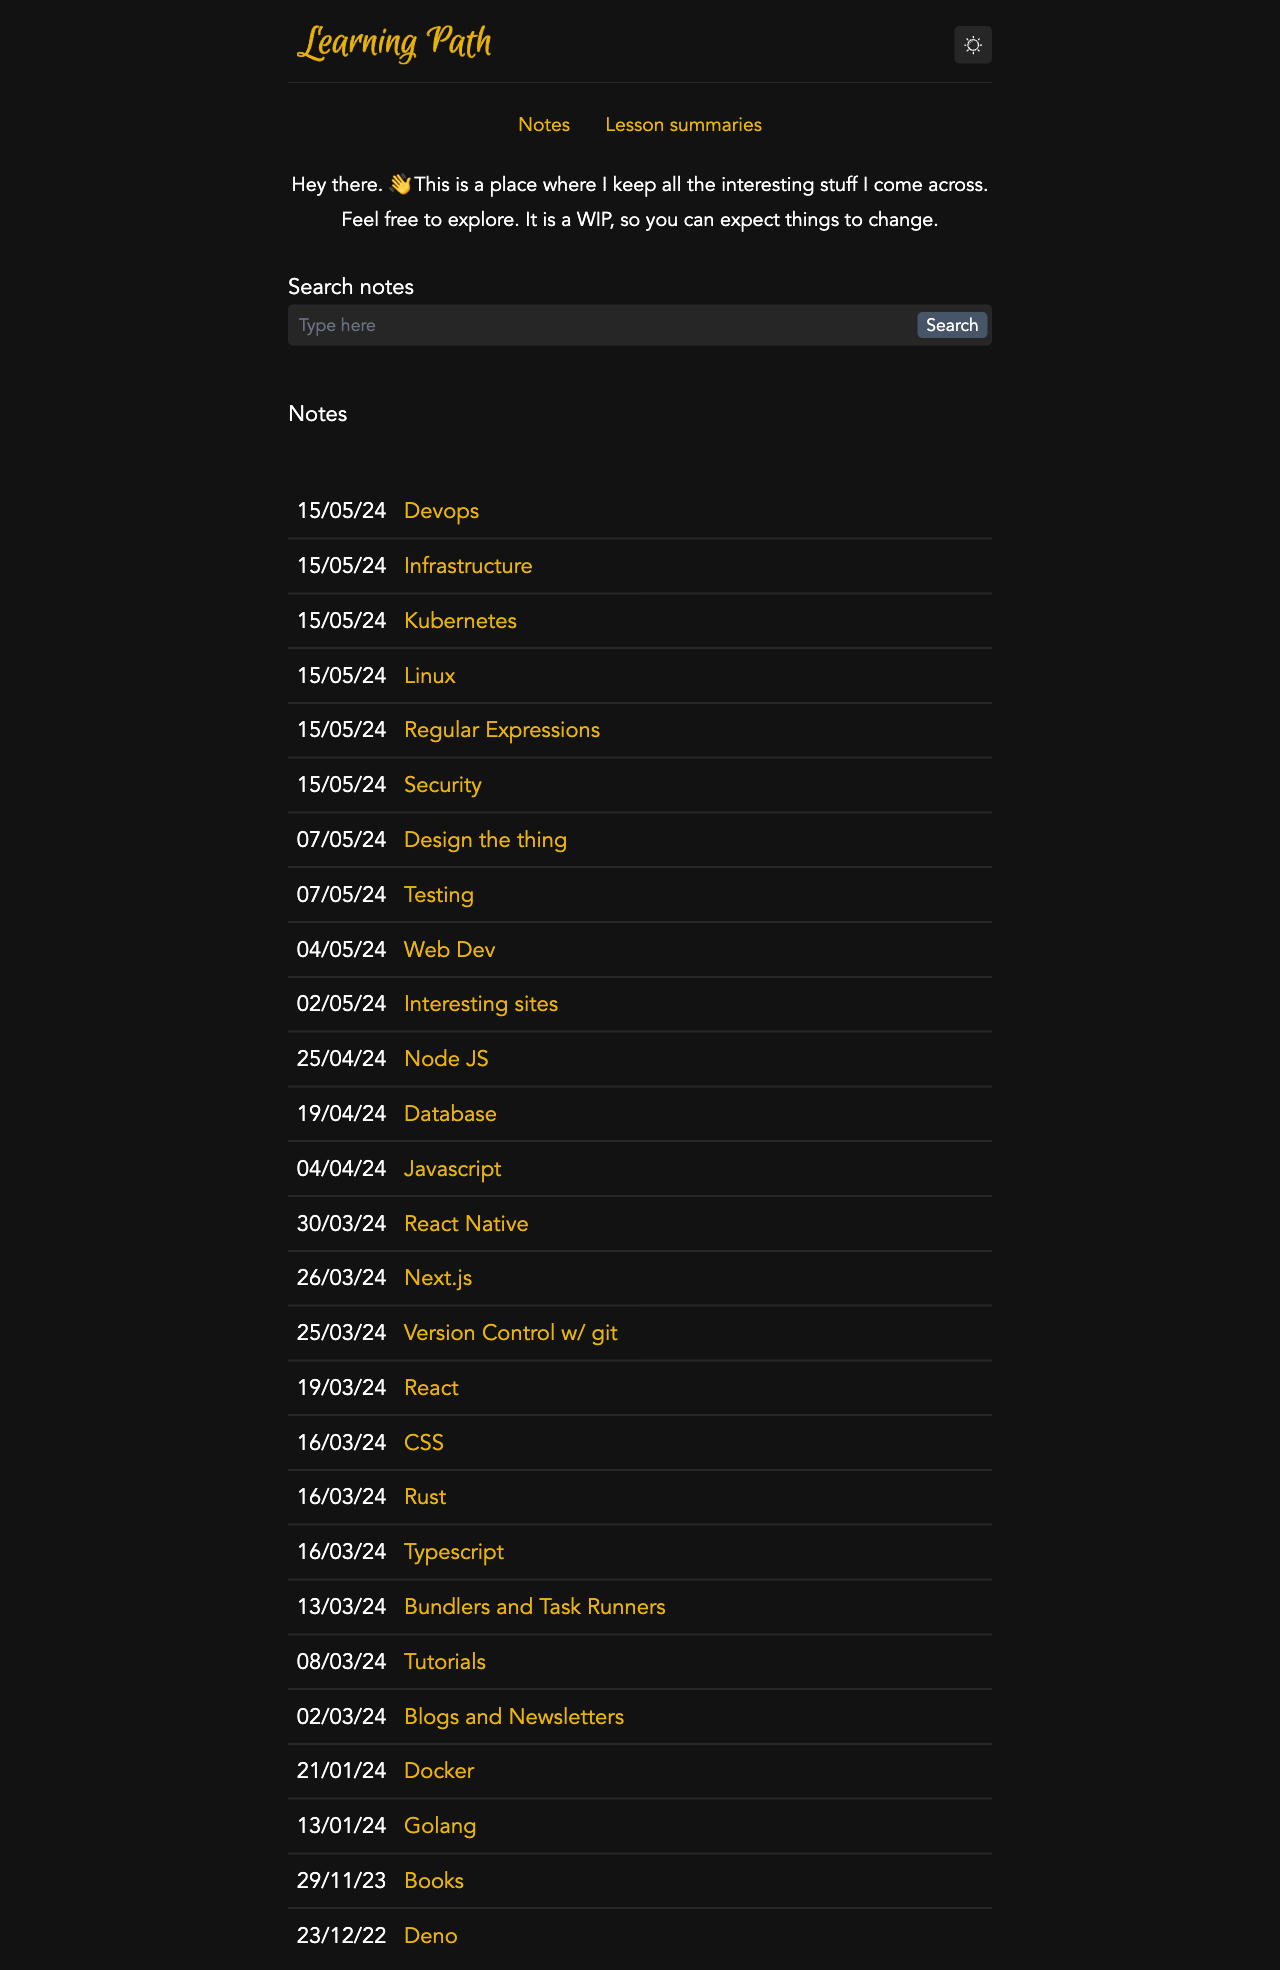 Learning Path
Notes Lesson summaries
Hey there. 👋This is a place where I keep all the interesting stuff I come across.
Feel free to explore. It is a WIP, so you can expect things to change.
Search notes
Type here Search
Notes
15/05/24 Devops
15/05/24 Infrastructure
15/05/24 Kubernetes
15/05/24 Linux
15/05/24 Regular Expressions
15/05/24 Security
07/05/24 Design the thing
07/05/24 Testing
04/05/24 Web Dev
02/05/24 Interesting sites
25/04/24 Node JS
19/04/24 Database
04/04/24 Javascript
30/03/24 React Native
26/03/24 Next.js
25/03/24 Version Control w/ git
19/03/24 React
16/03/24 CSS
16/03/24 Rust
16/03/24 Typescript
13/03/24 Bundlers and Task Runners
08/03/24 Tutorials
02/03/24 Blogs and Newsletters
21/01/24 Docker
13/01/24 Golang
29/11/23 Books
23/12/22 Deno